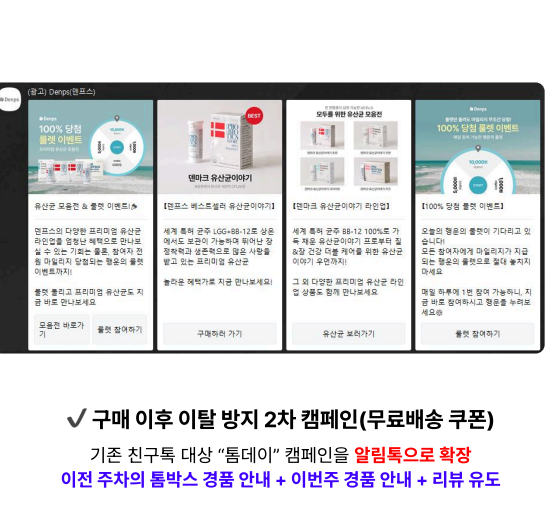 (광고) Denps(덴프스)
Denps
Denps
100% 당첨
룰렛 이벤트
10,000원
START
유산균 모음전 & 룰렛 이벤트!
덴프스의 다양한 프리미엄 유산균
라인업를 엄청난 혜택으로 만나보
실 수 있는 기회는 물론, 참여자 전
원 마일리지 당첨되는 행운의 룰렛
이벤트까지!
룰렛 돌리고 프리미엄 유산균도 지
금 바로 만나보세요
모음전 바로가
기
룰렛 참여하기
BEST
덴마크 유산균이야기
[덴프스 베스트셀러 유산균이야기]
세계 특허 균주 LGG+BB-12로 상온
에서도 보관이 가능하며 뛰어난 장
정착력과 생존력으로 많은 사랑을
받고 있는 프리미엄 유산균
놀라운 혜택가로 지금 만나보세요!
구매하러 가기
모두를 위한 유산균 모음전
[덴마크 유산균이야기 라인업]
세계 특허 균주 BB-12 100%로 가
득 채운 유산균이야기 프로부터 질
&장 건강 더블 케어를 위한 유산균
이야기 우먼까지!
그 외 다양한 프리미엄 유산균 라인
업 상품도 함께 만나보세요
유산균 보러가기
Denps
100% 당첨 룰렛 이벤트
10,000원
START
[100% 당첨 룰렛 이벤트]
오늘의 행운의 룰렛이 기다리고 있
습니다!
모든 참여자에게 마일리지가 지급
되는 행운의 룰렛으로 절대 놓치지
마세요
매일 하루에 1번 참여 가능하니, 지
금 바로 참여하시고 행운을 누려보
세요
룰렛 참여하기
✔ 구매 이후 이탈 방지 2차 캠페인(무료배송 쿠폰)
기존 친구톡 대상 “톰데이” 캠페인을 알림톡으로 확장
이전 주차의 톰박스 경품 안내 + 이번주 경품 안내 + 리뷰 유도